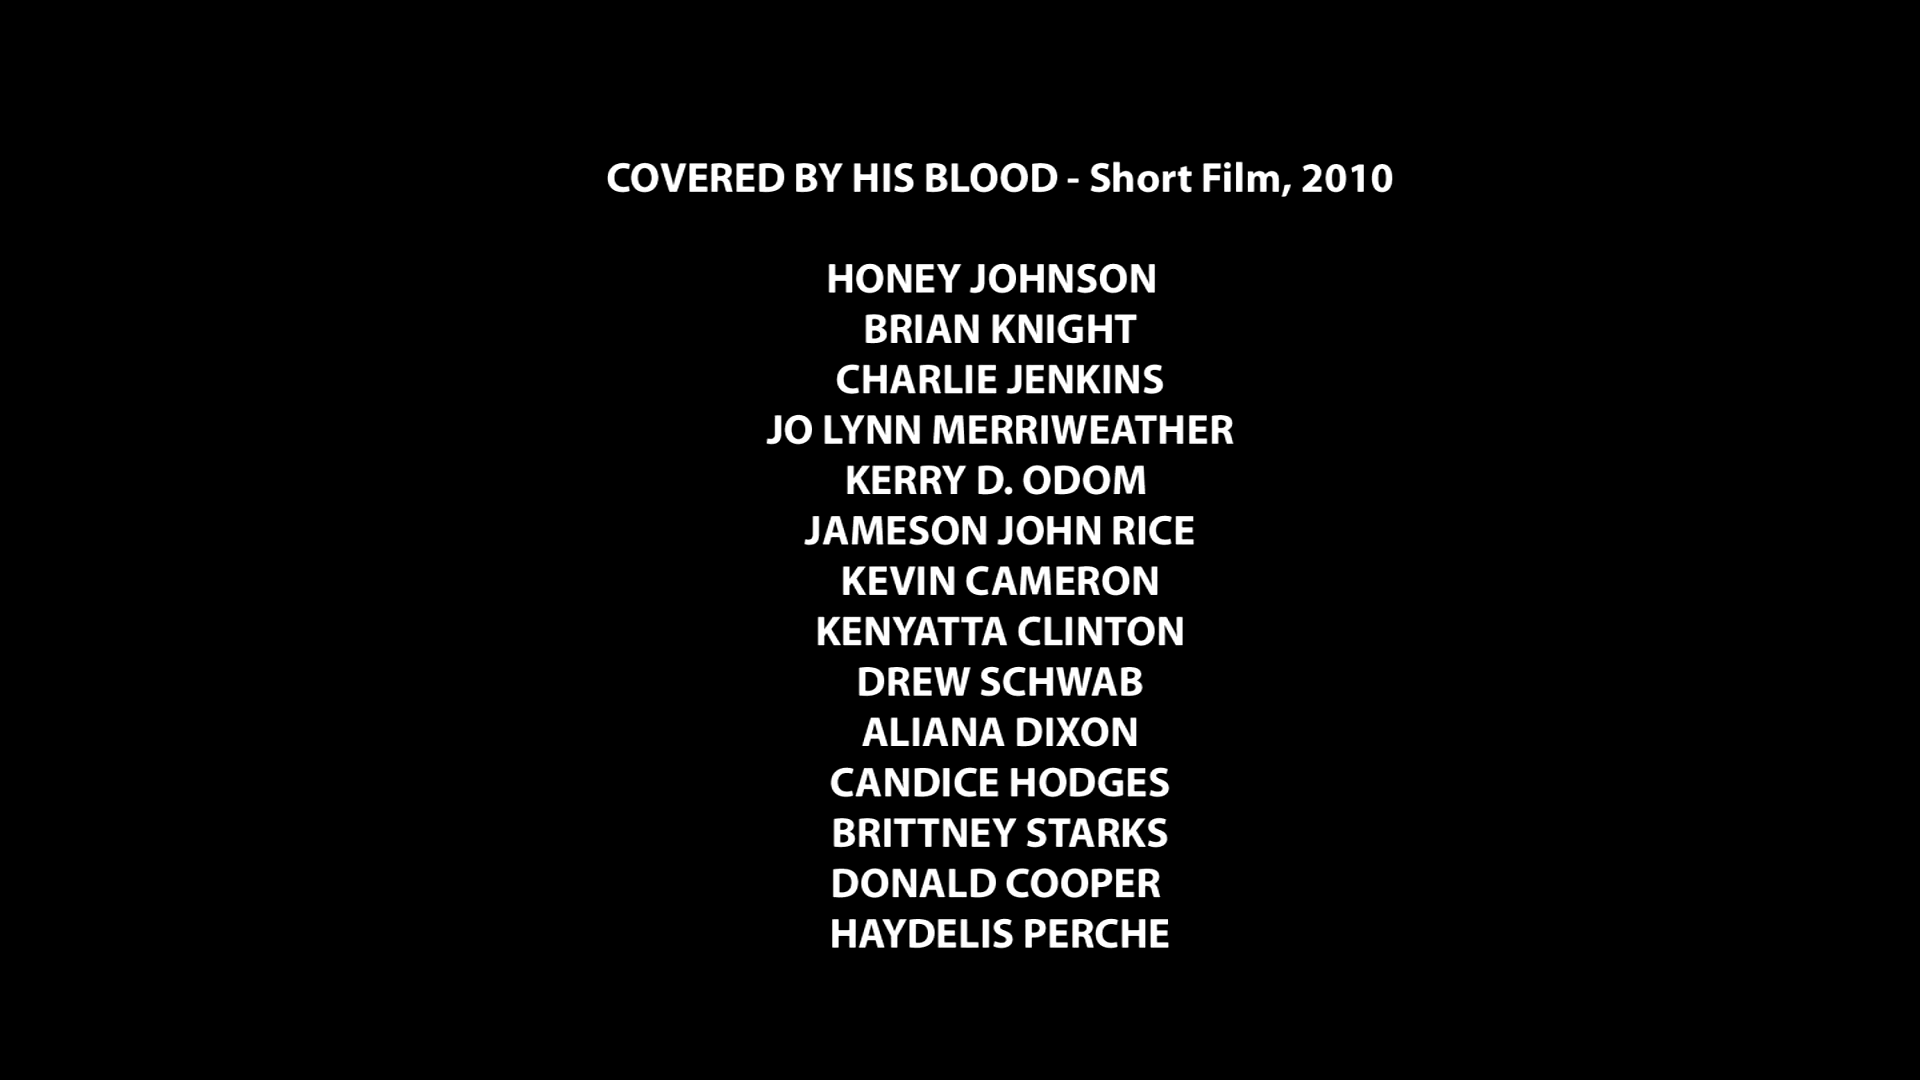 COVERED BY HIS BLOOD - Short Film, 2010
HONEY JOHNSON
BRIAN KNIGHT
CHARLIE JENKINS
JO LYNN MERRIWEATHER
KERRY D. ODOM
JAMESON JOHN RICE
KEVIN CAMERON
KENYATTA CLINTON
DREW SCHWAB
ALIANA DIXON
CANDICE HODGES
BRITTNEY STARKS
DONALD COOPER
HAYDELIS PERCHE